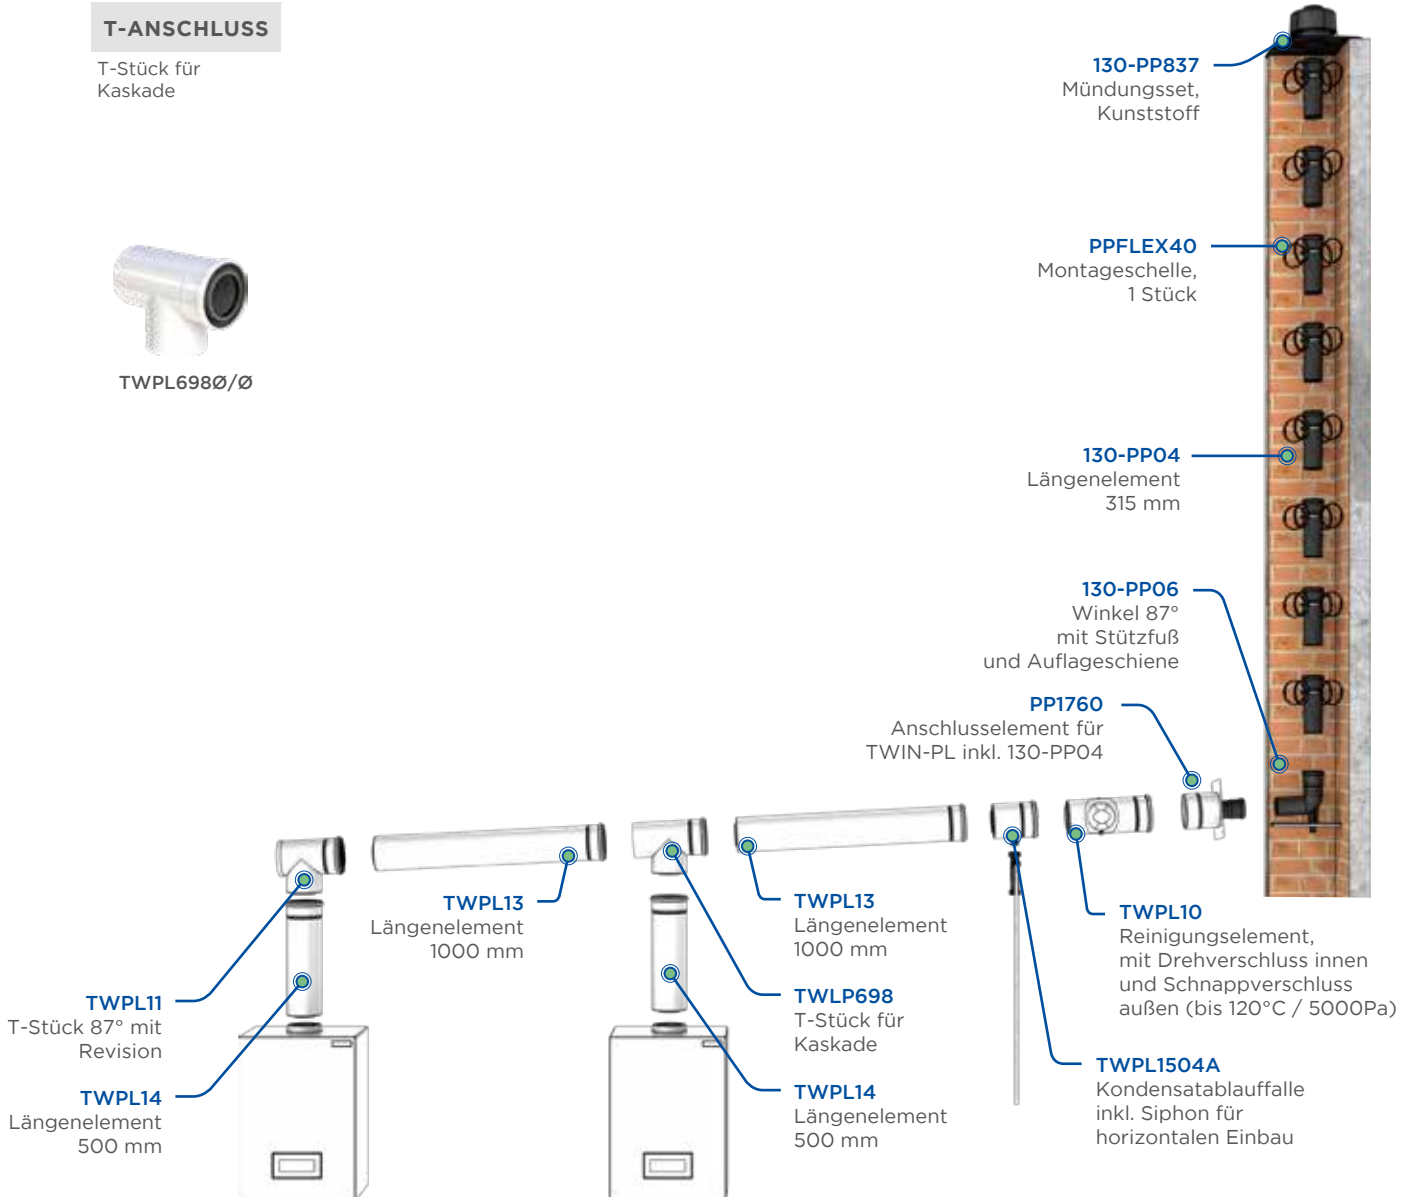 T-ANSCHLUSS
T-Stück für
Kaskade
TWPL698Ø/Ø
130-PP837
Mündungsset,
Kunststoff
PPFLEX40
Montageschelle,
1 Stück
130-PP04
Längenelement
315 mm
130-PP06
Winkel 87°
mit Stützfuß
und Auflageschiene
PP1760
Anschlusselement für
TWIN-PL inkl. 130-PP04
TWPL13
Längenelement
1000 mm
TWPL13
Längenelement
1000 mm
TWPL10
Reinigungselement,
mit Drehverschluss innen
und Schnappverschluss
außen (bis 120°C / 5000Pa)
TWPL11
T-Stück 87° mit
Revision
TWLP698
T-Stück für
Kaskade
TWPL14
Längenelement
500 mm
TWPL14
Längenelement
500 mm
TWPL1504A
Kondensatablauffalle
inkl. Siphon für
horizontalen Einbau